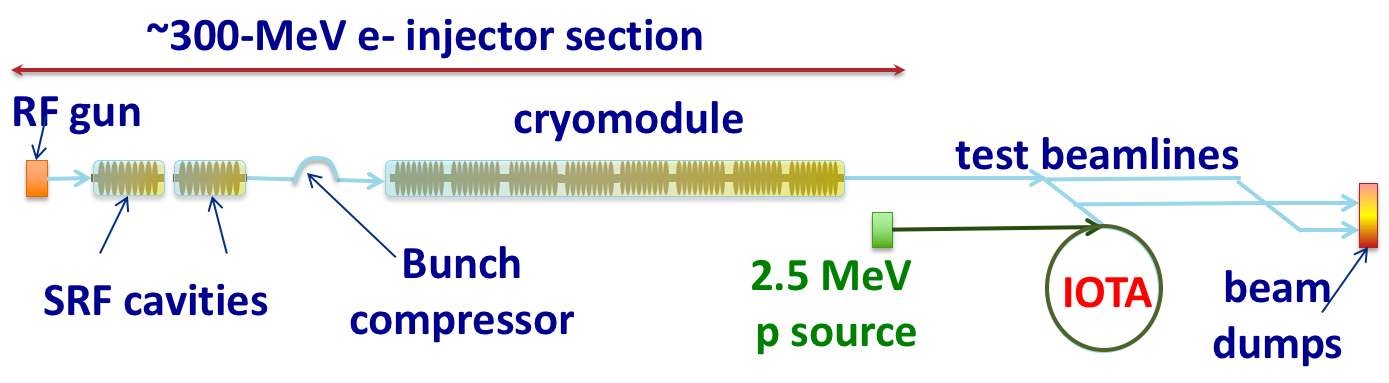 ~300-MeV e- injector section
RF gun
cryomodule
test beamlines
SRF cavities
Bunch
compressor
2.5 MeV
p source
IOTA
beam
dumps